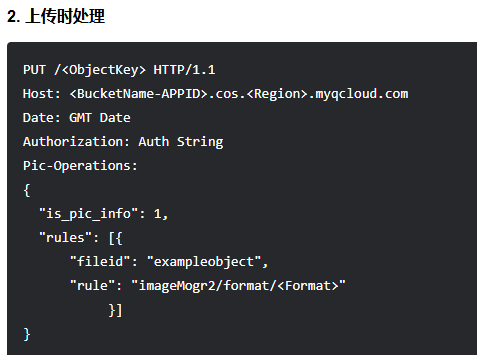 2. 上传时处理
PUT /<ObjectKey> HTTP/1.1
Host: <BucketName-APPID>.cos.<Region>.myqcloud.com
Date: GMT Date
Authorization: Auth String
Pic-Operations:
{
  "is_pic_info": 1,
  "rules": [{
      "fileid": "exampleobject",
      "rule": "imageMogr2/format/<Format>"
           }]
}